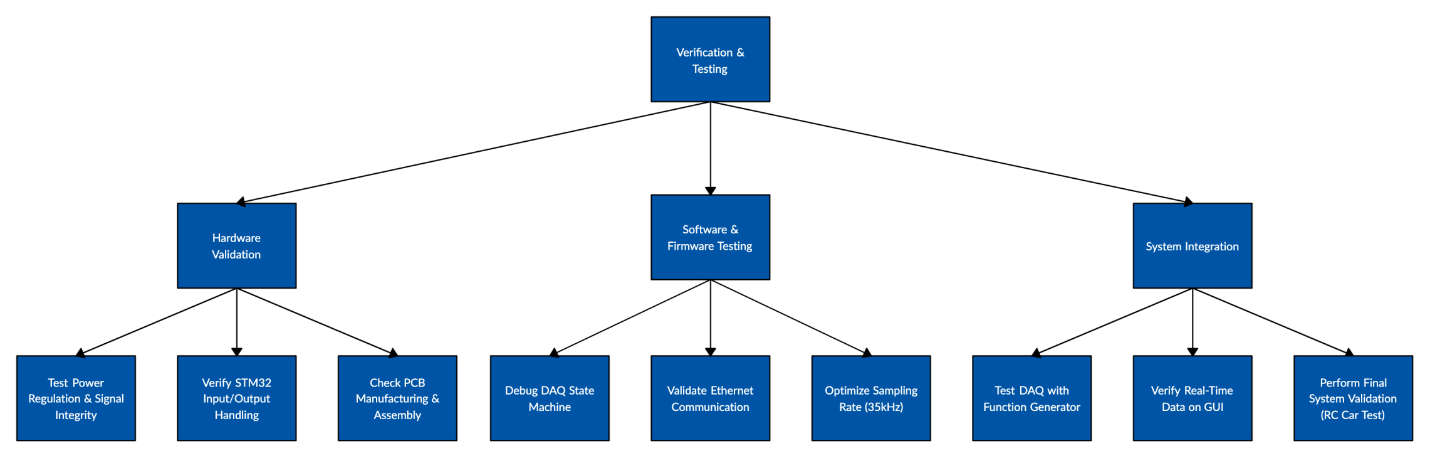 Verification &
Testing
Hardware
Validation
Software &
Firmware Testing
System Integration
Test Power
Regulation & Signal
Integrity
Verify STM32
Input/Output
Handling
Check PCB
Manufacturing &
Assembly
Debug DAQ State
Machine
Validate Ethernet
Communication
Optimize Sampling
Rate (35kHz)
Test DAQ with
Function Generator
Verify Real-Time
Data on GUI
Perform Final
System Validation
(RC Car Test)